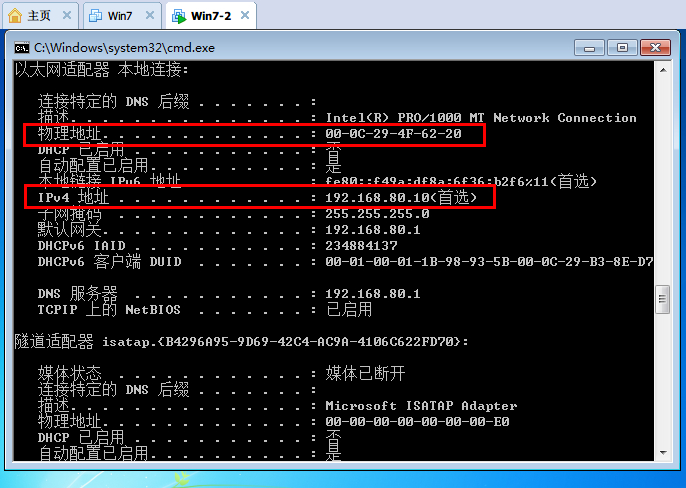 主页
Win7
Win7-2
C:\Windows\system32\cmd.exe
以太网适配器 本地连接:
连接特定的 DNS 后缀 . . . . . . . :
描述. . . . . . . . . . . . . . . : Intel(R) PRO/1000 MT Network Connection
物理地址. . . . . . . . . . . . . : 00-0C-29-4F-62-20
DHCP 已启用 . . . . . . . . . . . : 否
自动配置已启用. . . . . . . . . . : 是
本地链接 IPv6 地址. . . . . . . . : fe80::f49a:df8a:6f36:b2f6%11(首选)
IPv4 地址 . . . . . . . . . . . . : 192.168.80.10(首选)
子网掩码 . . . . . . . . . . . . : 255.255.255.0
默认网关. . . . . . . . . . . . . : 192.168.80.1
DHCPv6 IAID . . . . . . . . . . . : 234884137
DHCPv6 客户端 DUID . . . . . . . : 00-01-00-01-1B-98-93-5B-00-0C-29-B3-8E-D7
DNS 服务器 . . . . . . . . . . . : 192.168.80.1
TCPIP 上的 NetBIOS . . . . . . . : 已启用
隧道适配器 isatap.{B4296A95-9D69-42C4-AC9A-4106C622FD70}:
媒体状态 . . . . . . . . . . . . : 媒体已断开
连接特定的 DNS 后缀 . . . . . . . :
描述. . . . . . . . . . . . . . . : Microsoft ISATAP Adapter
物理地址. . . . . . . . . . . . . : 00-00-00-00-00-00-00-E0
DHCP 已启用 . . . . . . . . . . . : 否
自动配置已启用. . . . . . . . . . : 是